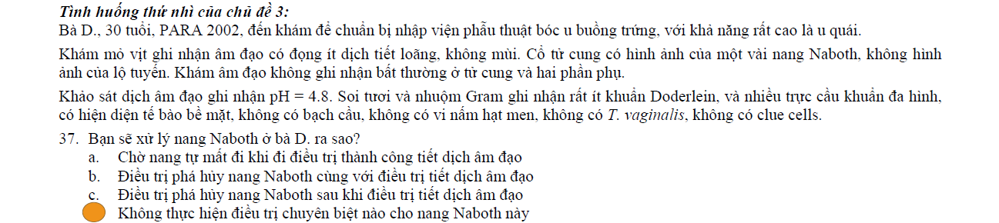 Tình huống thứ nhì của chủ đề 3:
Bà D., 30 tuổi, PARA 2002, đến khám để chuẩn bị nhập viện phẫu thuật bóc u buồng trứng, với khả năng rất cao là u quái.
Khám mỏ vịt ghi nhận âm đạo có đọng ít dịch tiết loãng, không mùi. Cổ tử cung có hình ảnh của một vài nang Naboth, không hình
ảnh của lộ tuyến. Khám âm đạo không ghi nhận bất thường ở tử cung và hai phần phụ.
Khảo sát dịch âm đạo ghi nhận pH = 4.8. Soi tươi và nhuộm Gram ghi nhận rất ít khuẩn Doderlein, và nhiều trực cầu khuẩn đa hình,
có hiện diện tế bào bề mặt, không có bạch cầu, không có vi nấm hạt men, không có T. vaginalis, không có clue cells.
37. Bạn sẽ xử lý nang Naboth ở bà D. ra sao?
a. Chờ nang tự mất đi khi đi điều trị thành công tiết dịch âm đạo
b. Điều trị phá hủy nang Naboth cùng với điều trị tiết dịch âm đạo
c. Điều trị phá hủy nang Naboth sau khi điều trị tiết dịch âm đạo
Không thực hiện điều trị chuyên biệt nào cho nang Naboth này